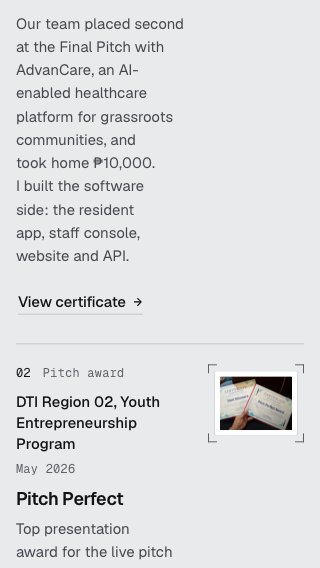 Our team placed second
at the Final Pitch with
AdvanCare, an AI-
enabled healthcare
platform for grassroots
communities, and
took home ₱10,000.
I built the software
side: the resident
app, staff console,
website and API.
View certificate →
02 Pitch award
DTI Region 02, Youth
Entrepreneurship
Program
May 2026
Pitch Perfect
Top presentation
award for the live pitch